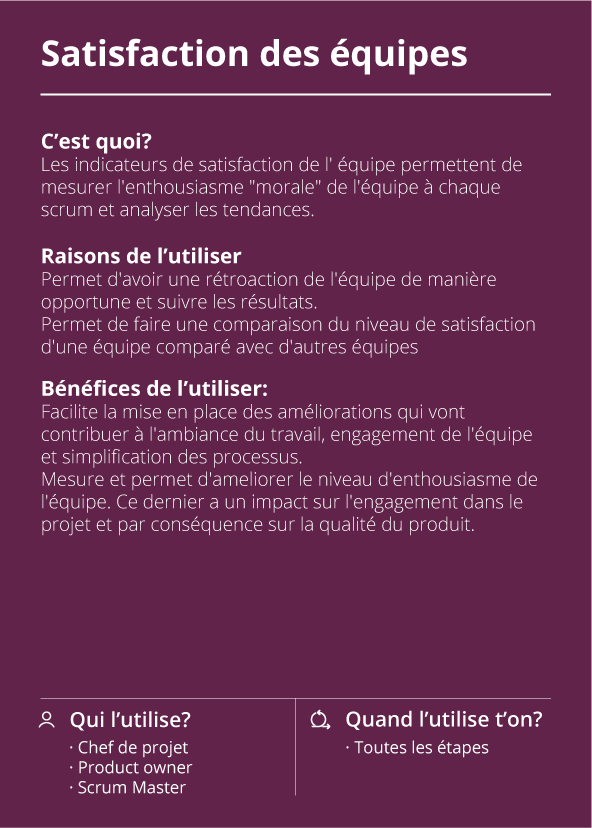 Satisfaction des équipes
C’est quoi?
Les indicateurs de satisfaction de l' équipe permettent de
mesurer l'enthousiasme "morale" de l'équipe à chaque
scrum et analyser les tendances.
Raisons de l’utiliser
Permet d'avoir une rétroaction de l'équipe de manière
opportune et suivre les résultats.
Permet de faire une comparaison du niveau de satisfaction
d'une équipe comparé avec d'autres équipes
Bénéfices de l’utiliser:
Facilite la mise en place des améliorations qui vont
contribuer à l'ambiance du travail, engagement de l'équipe
et simplification des processus.
Mesure et permet d'ameliorer le niveau d'enthousiasme de
l'équipe. Ce dernier a un impact sur l'engagement dans le
projet et par conséquence sur la qualité du produit.
Qui l’utilise?
· Chef de projet
· Product owner
· Scrum Master
Quand l’utilise t’on?
· Toutes les étapes